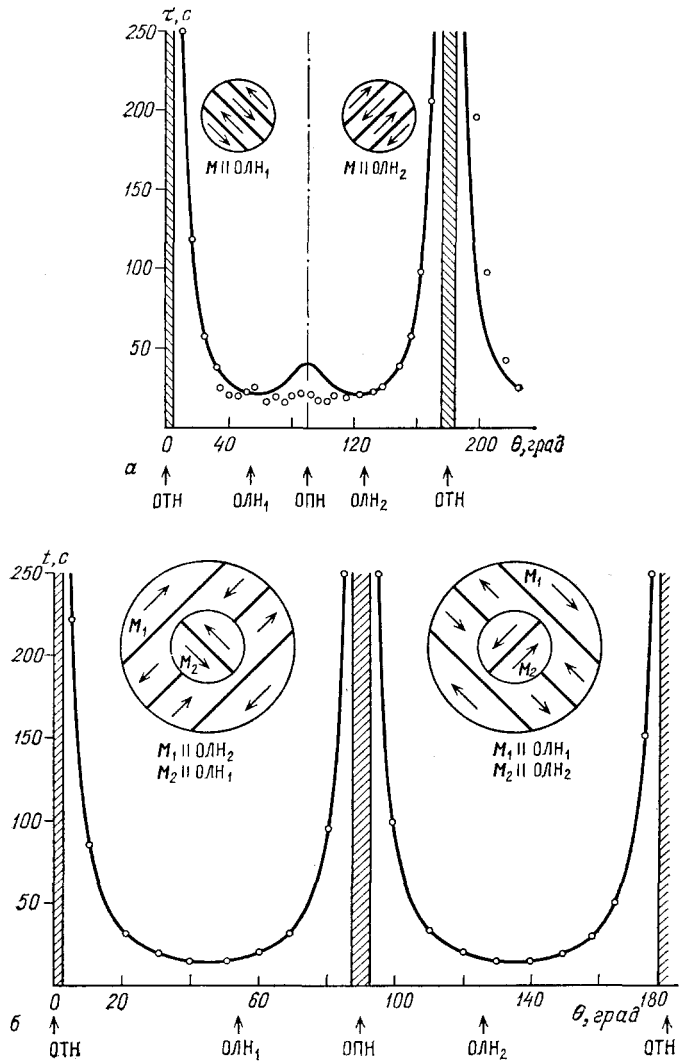 τ, с
250
200
150
100
50
M || ОЛН₁
M || ОЛН₂
0 40 120 200 θ, град
а
ОТН ОЛН₁ ОПН ОЛН₂ ОТН
t, с
250
200
150
100
50
M₁
M₂
M₁ || ОЛН₂
M₂ || ОЛН₁
M₁
M₂
M₁ || ОЛН₁
M₂ || ОЛН₂
0 20 60 100 140 180
θ, град
б
ОТН ОЛН₁ ОПН ОЛН₂ ОТН